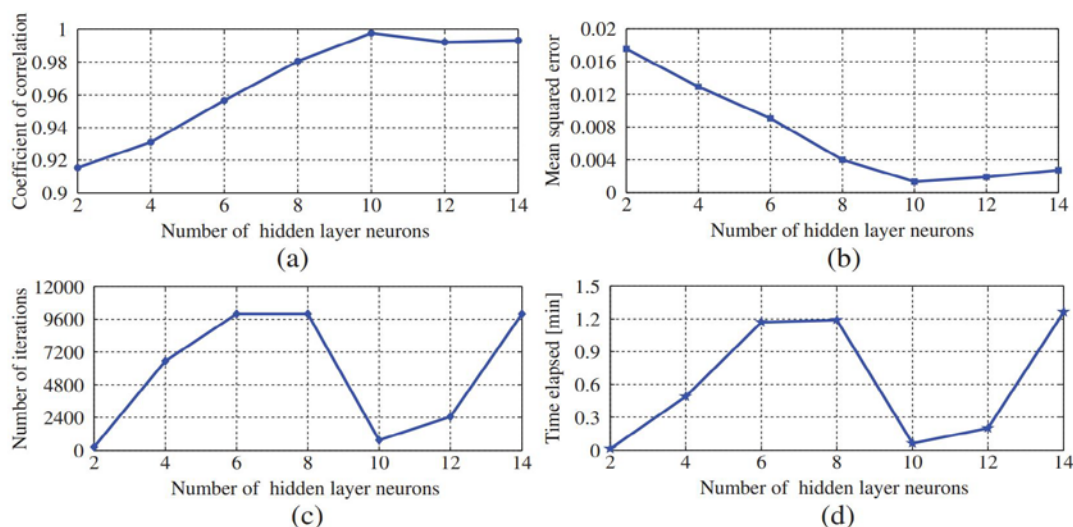 Coefficient of correlation
1
0.98
0.96
0.94
0.92
0.9
2 4 6 8 10 12 14
Number of hidden layer neurons
(a)
Mean squared error
0.02
0.016
0.012
0.008
0.004
0
2 4 6 8 10 12 14
Number of hidden layer neurons
(b)
Number of iterations
12000
9600
7200
4800
2400
0
2 4 6 8 10 12 14
Number of hidden layer neurons
(c)
Time elapsed [min]
1.5
1.2
0.9
0.6
0.3
0
2 4 6 8 10 12 14
Number of hidden layer neurons
(d)